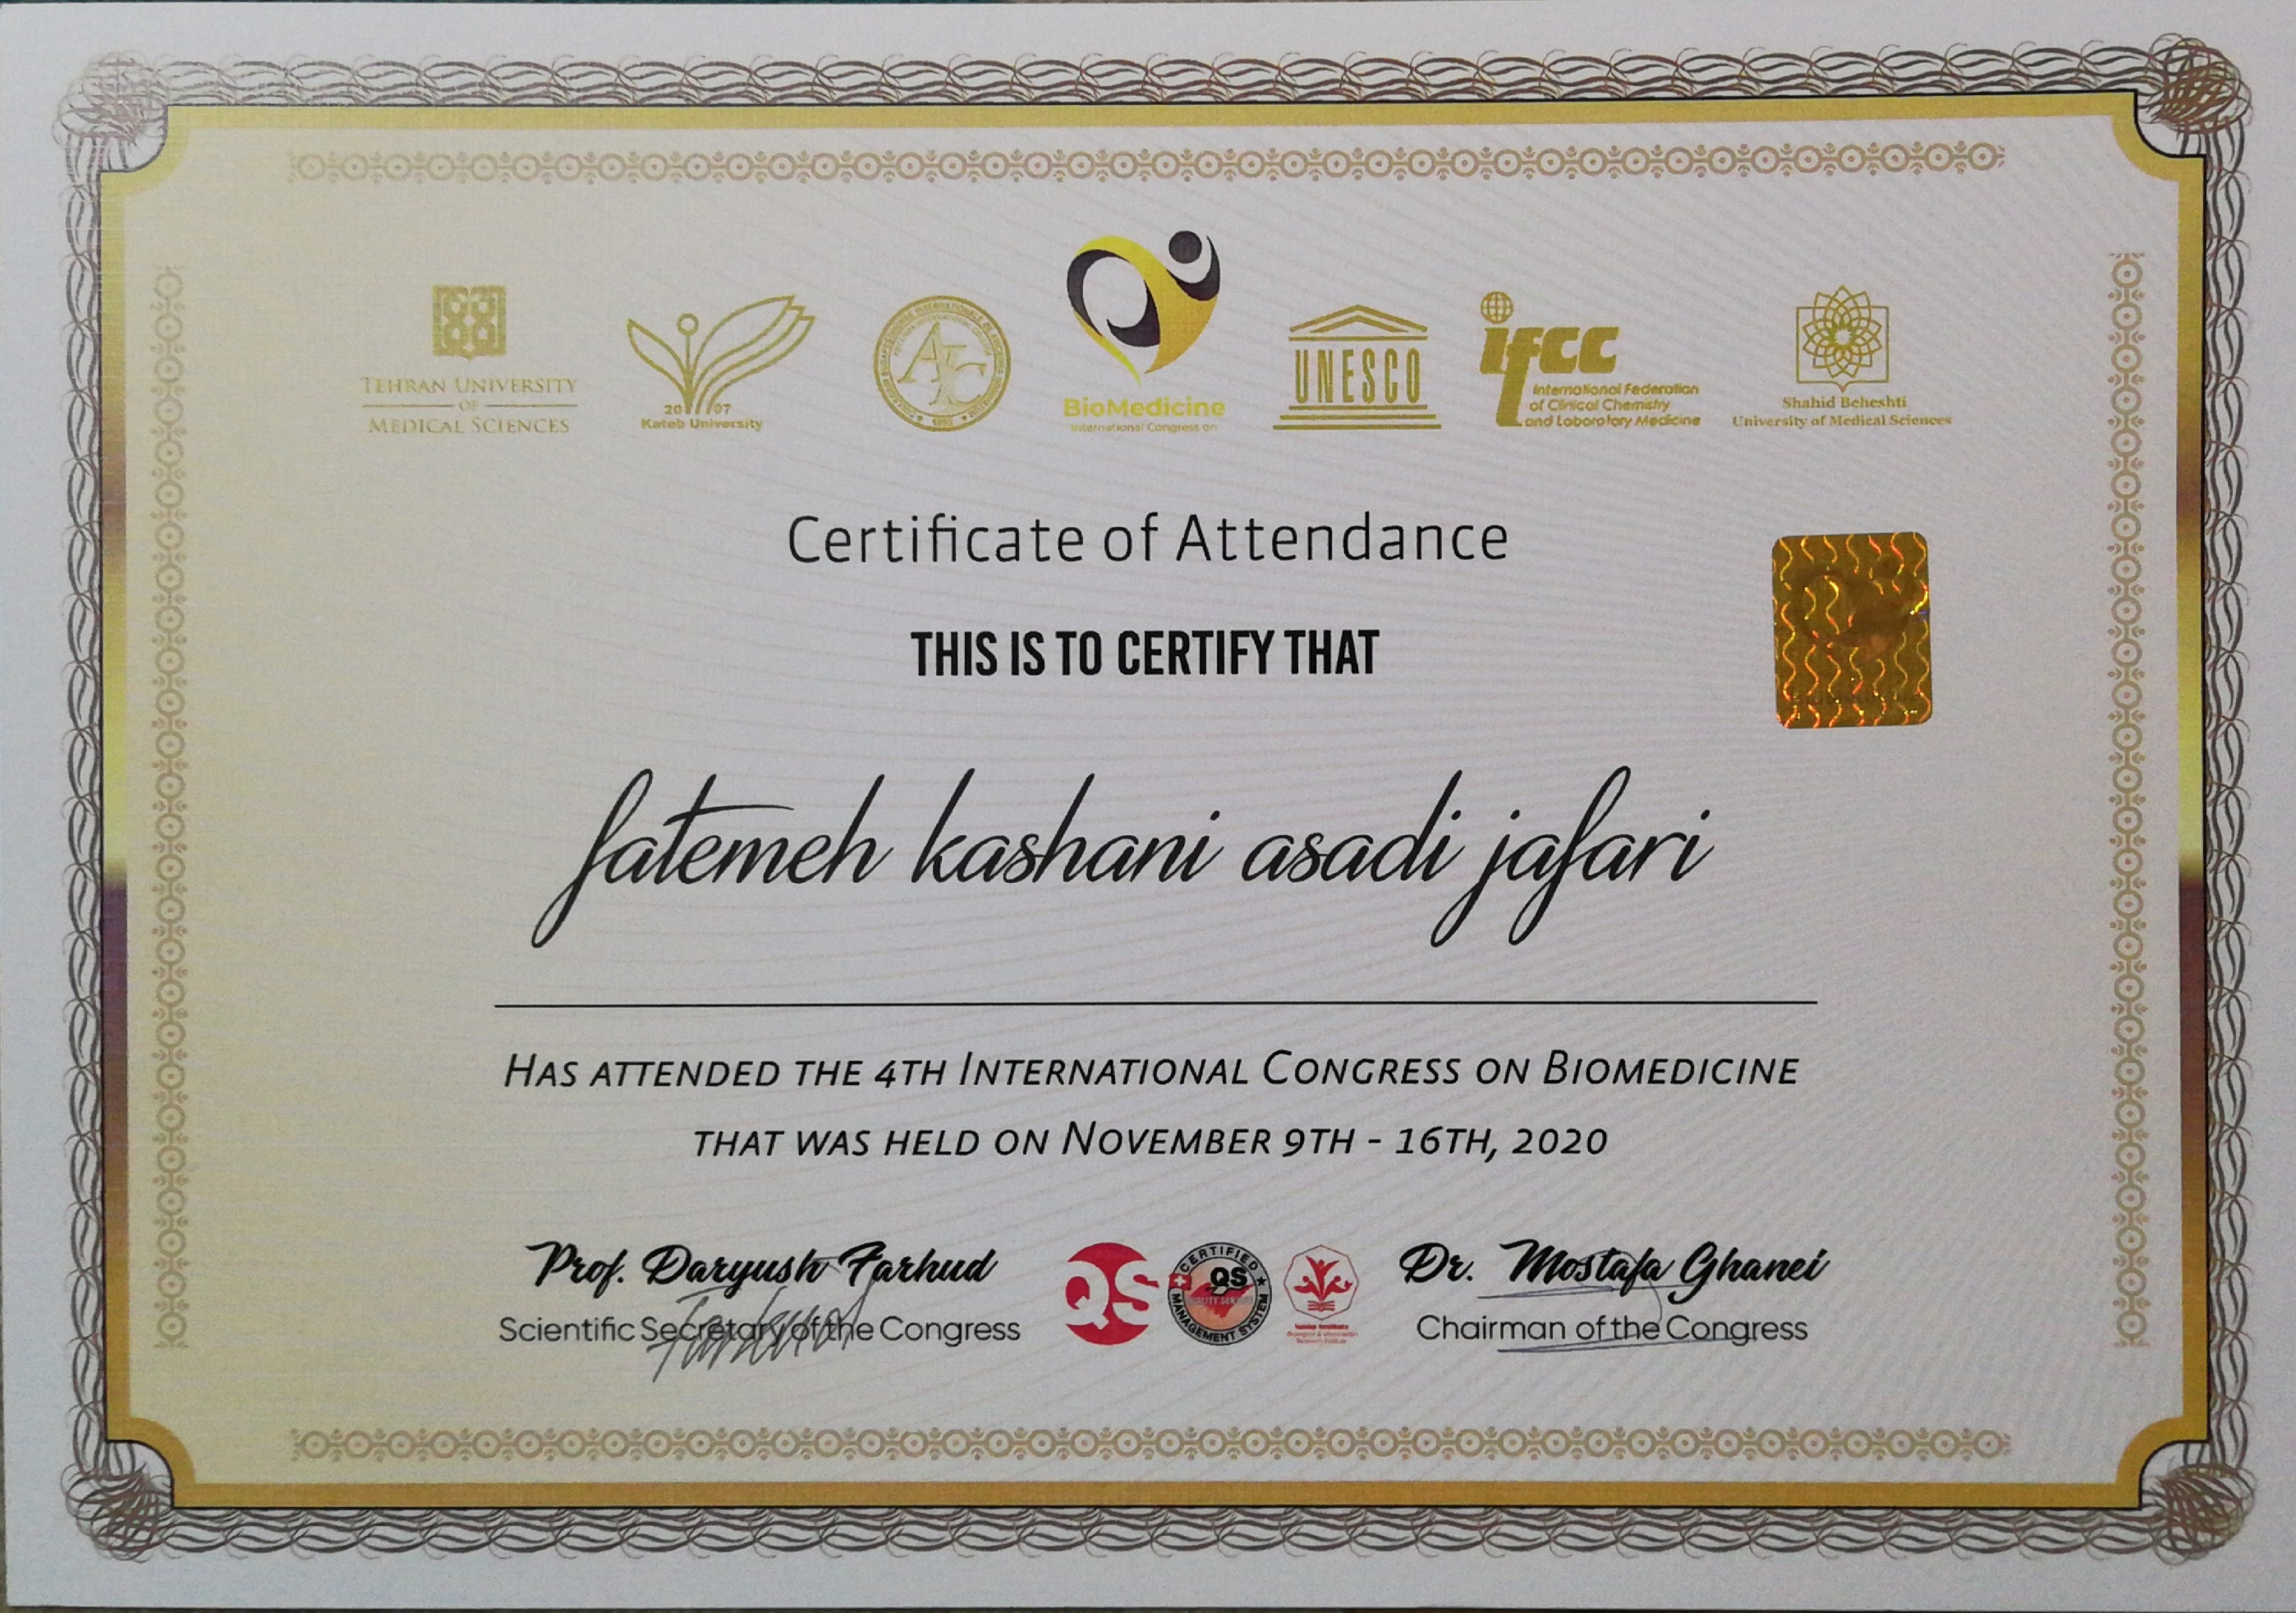 TEHRAN UNIVERSITY
OF
MEDICAL SCIENCES
2007
Kateb University
AJC
1995
BioMedicine
International Congress on
UNESCO
ifcc
International Federation
of Clinical Chemistry
and Laboratory Medicine
Shahid Beheshti
University of Medical Sciences
Certificate of Attendance
THIS IS TO CERTIFY THAT
fatemeh kashani asadi jafari
HAS ATTENDED THE 4TH INTERNATIONAL CONGRESS ON BIOMEDICINE
THAT WAS HELD ON NOVEMBER 9TH - 16TH, 2020
Prof. Daryush Farhud
Scientific Secretary of the Congress
QS
CERTIFIED
QS
MANAGEMENT SYSTEM
Dr. Mostafa Ghanei
Chairman of the Congress